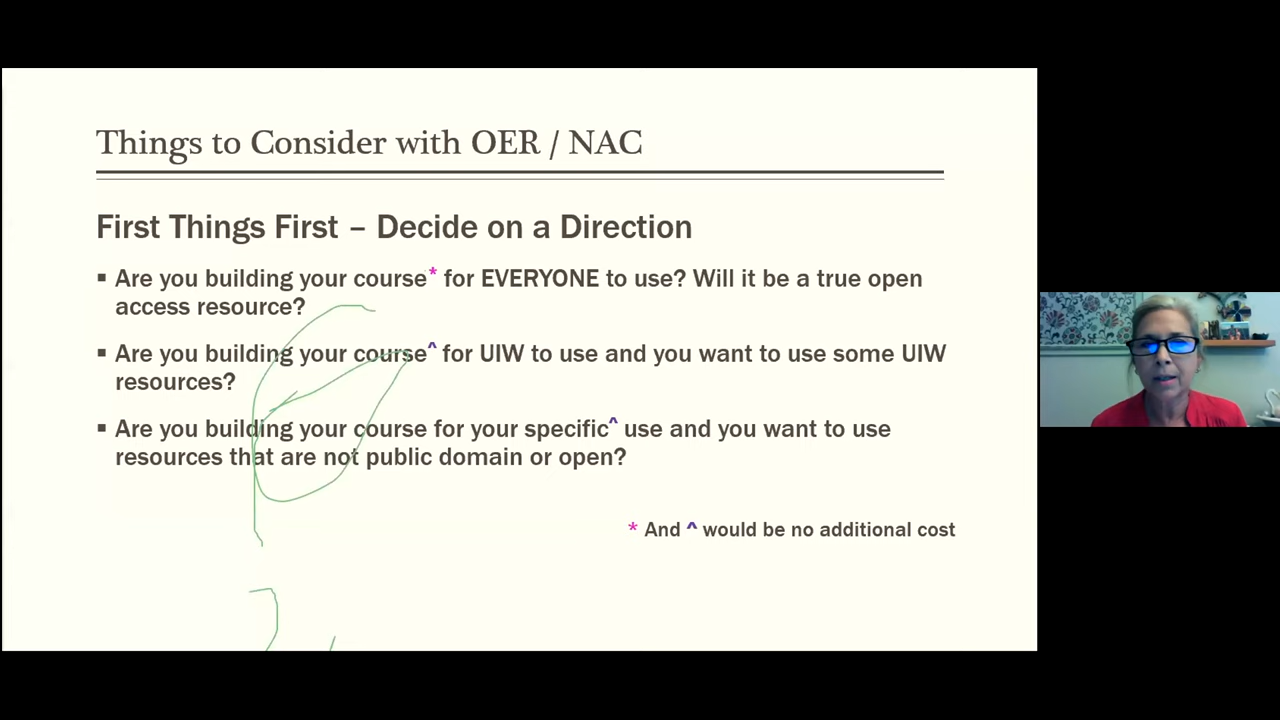 Things to Consider with OER / NAC
First Things First – Decide on a Direction
▪ Are you building your course* for EVERYONE to use? Will it be a true open
access resource?
▪ Are you building your course^ for UIW to use and you want to use some UIW
resources?
▪ Are you building your course for your specific^ use and you want to use
resources that are not public domain or open?
* And ^ would be no additional cost